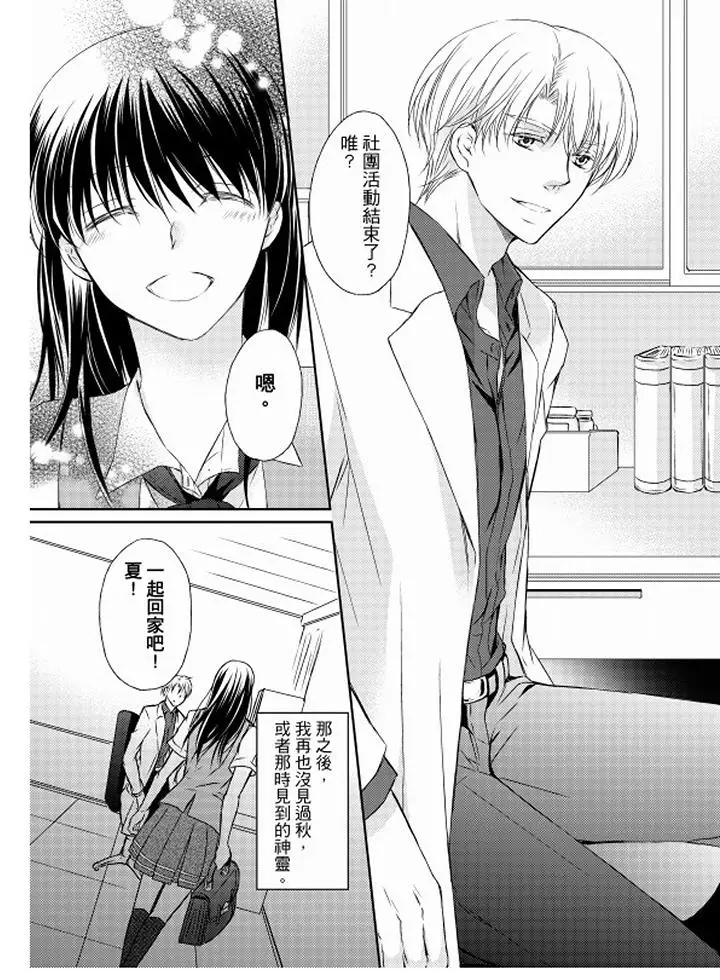 社團活動結束了？
唯？
嗯。
一起回家吧！
夏！
那之後，
我再也沒見過秋，
或者那時見到的神靈。